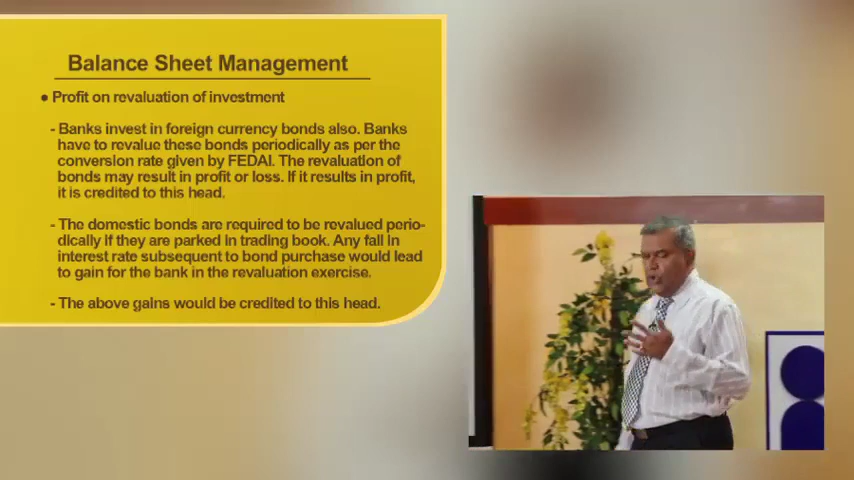 Balance Sheet Management
● Profit on revaluation of investment
- Banks invest in foreign currency bonds also. Banks
have to revalue these bonds periodically as per the
conversion rate given by FEDAI. The revaluation of
bonds may result in profit or loss. If it results in profit,
it is credited to this head.
- The domestic bonds are required to be revalued perio-
dically if they are parked in trading book. Any fall in
interest rate subsequent to bond purchase would lead
to gain for the bank in the revaluation exercise.
- The above gains would be credited to this head.